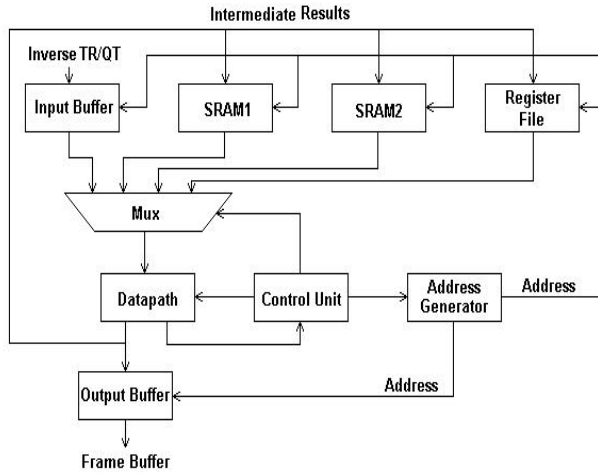 Intermediate Results
Inverse TR/QT
Input Buffer
SRAM1
SRAM2
Register
File
Mux
Datapath
Control Unit
Address
Generator
Address
Output Buffer
Address
Frame Buffer